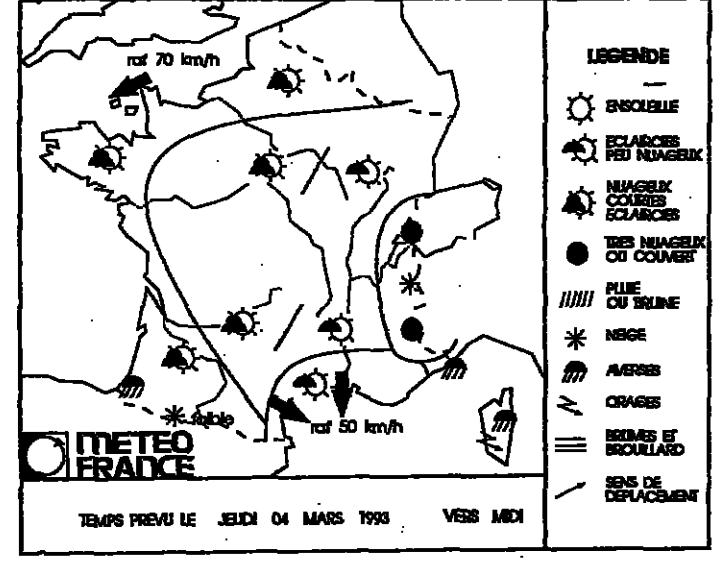 raf 70 km/h
faible
raf 50 km/h
METEO
FRANCE
TEMPS PREVU LE JEUDI 04 MARS 1993 VERS MIDI
LEGENDE
ENSOLEILLE
ECLAIRCIES
PEU NUAGEUX
NUAGEUX
COURTES
ECLAIRCIES
TRES NUAGEUX
OU COUVERT
PLUIE
OU BRUINE
NEIGE
AVERSES
ORAGES
BRUMES ET
BROUILLARD
SENS DE
DEPLACEMENT